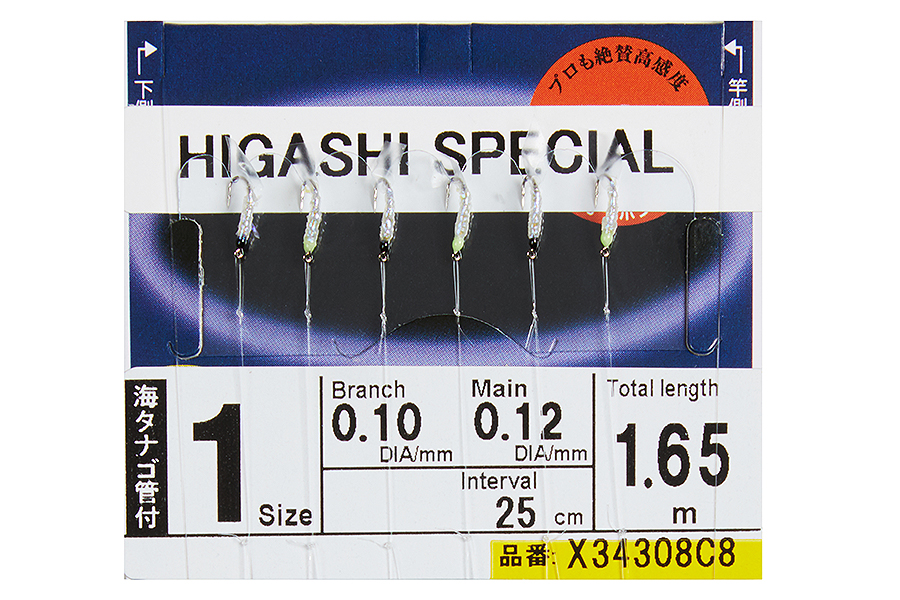 プロも絶賛高感度
下側
竿側
HIGASHI SPECIAL
海タナゴ管付
1 Size
Branch
0.10
DIA/mm
Main
0.12
DIA/mm
Interval
25 cm
Total length
1.65
m
品番: X34308C8